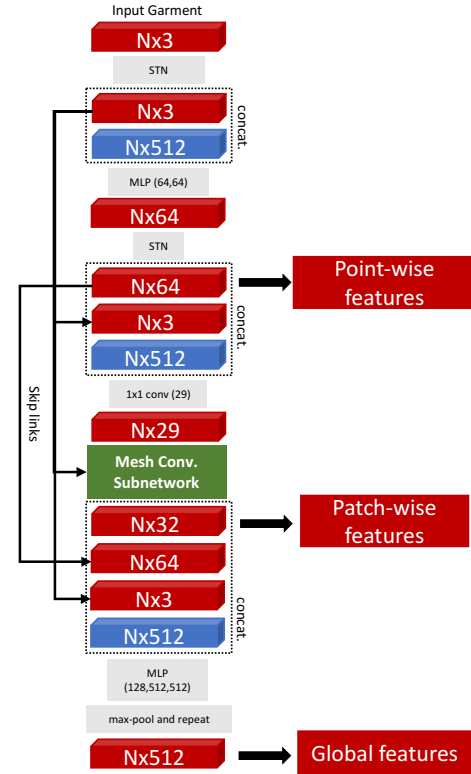 Input Garment
Nx3
STN
Nx3
Nx512
concat.
MLP (64,64)
Nx64
STN
Nx64
Nx3
Nx512
concat.
Point-wise
features
1x1 conv (29)
Skip links
Nx29
Mesh Conv.
Subnetwork
Nx32
Nx64
Nx3
Nx512
concat.
Patch-wise
features
MLP
(128,512,512)
max-pool and repeat
Nx512
Global features